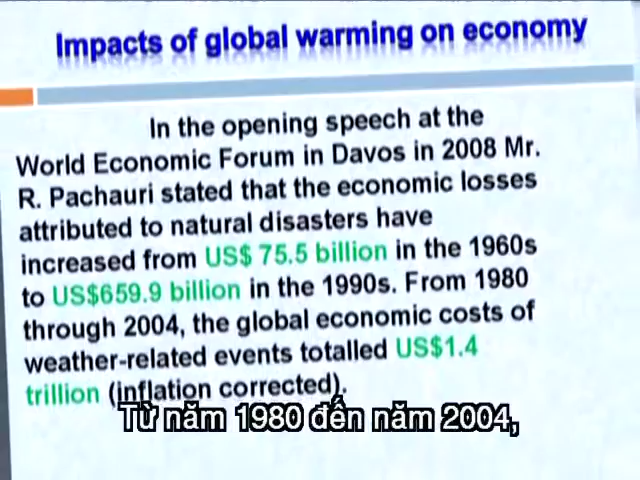 Impacts of global warming on economy
In the opening speech at the
World Economic Forum in Davos in 2008 Mr.
R. Pachauri stated that the economic losses
attributed to natural disasters have
increased from US$ 75.5 billion in the 1960s
to US$659.9 billion in the 1990s. From 1980
through 2004, the global economic costs of
weather-related events totalled US$1.4
trillion (inflation corrected).
Từ năm 1980 đến năm 2004,